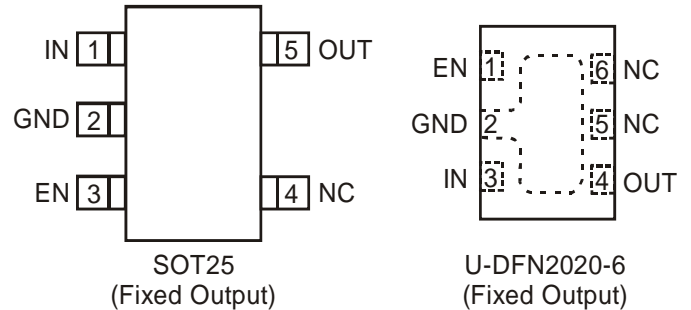 IN 1 5 OUT
GND 2
EN 3 4 NC
SOT25
(Fixed Output)
EN 1 6 NC
GND 2 5 NC
IN 3 4 OUT
U-DFN2020-6
(Fixed Output)